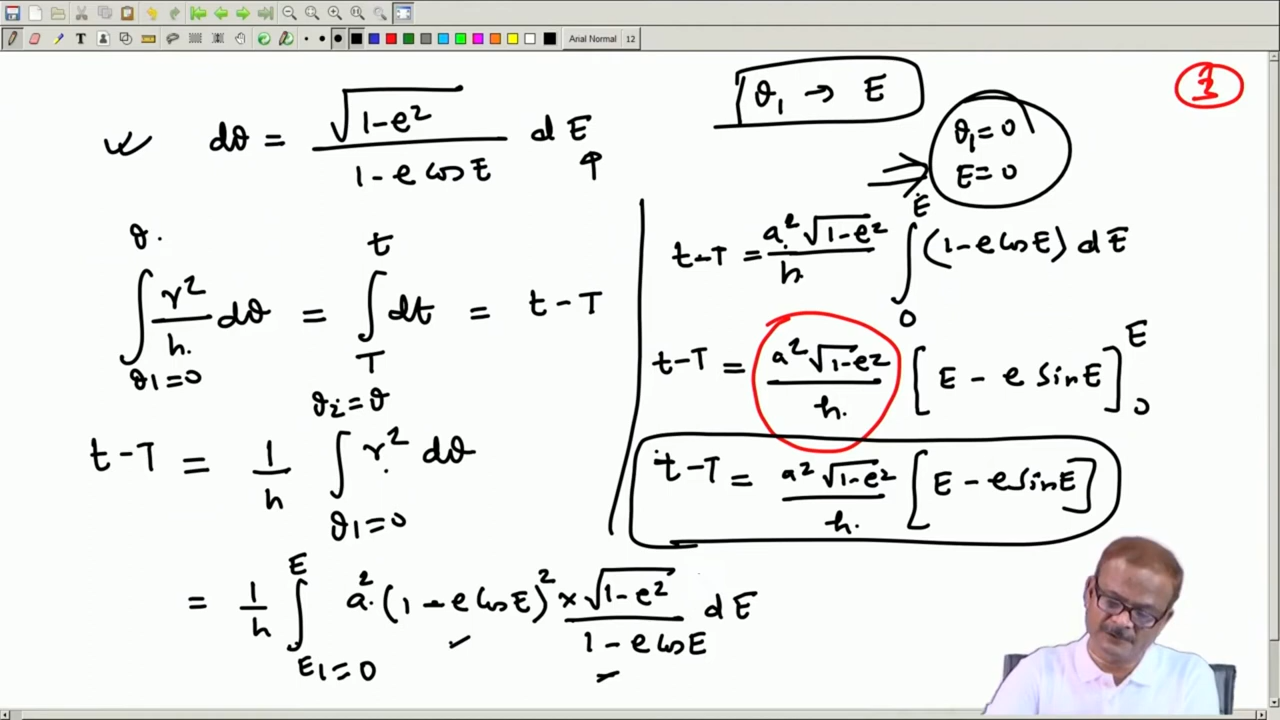 Arial Normal 12
θ₁ → E
1
dθ = √(1-e²) / (1 - e cos E) dE
θ₁ = 0
E = 0
∫_{θ₁=0}^{θ} r²/h dθ = ∫_{T}^{t} dt = t - T
t - T = 1/h ∫_{θ₁=0}^{θ₂=θ} r² dθ
= 1/h ∫_{E₁=0}^{E} a² (1 - e cos E)² × √(1-e²) / (1 - e cos E) dE
t - T = a² √(1-e²) / h ∫_{0}^{E} (1 - e cos E) dE
t - T = a² √(1-e²) / h [E - e sin E]_{0}^{E}
t - T = a² √(1-e²) / h [E - e sin E]